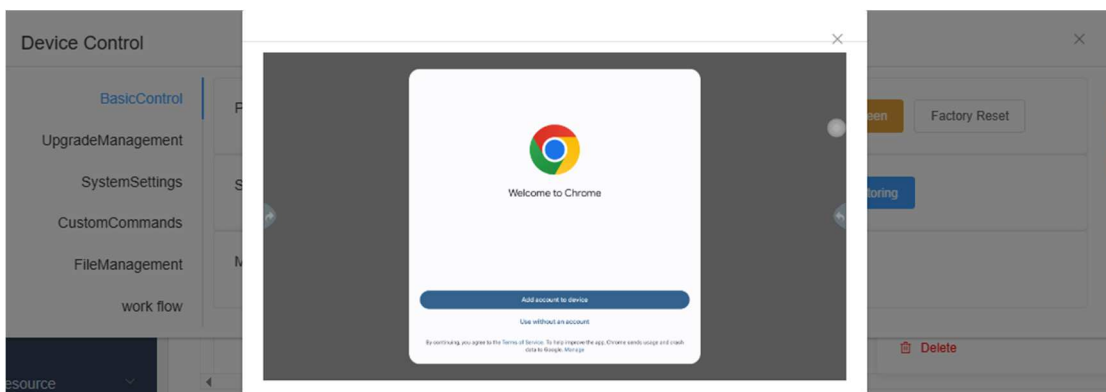 Device Control
BasicControl
UpgradeManagement
SystemSettings
CustomCommands
FileManagement
work flow
Factory Reset
Welcome to Chrome
Add account to device
Use without an account
By continuing, you agree to the Terms of Service. To help improve the app, Chrome sends usage and crash
data to Google. Manage
Delete